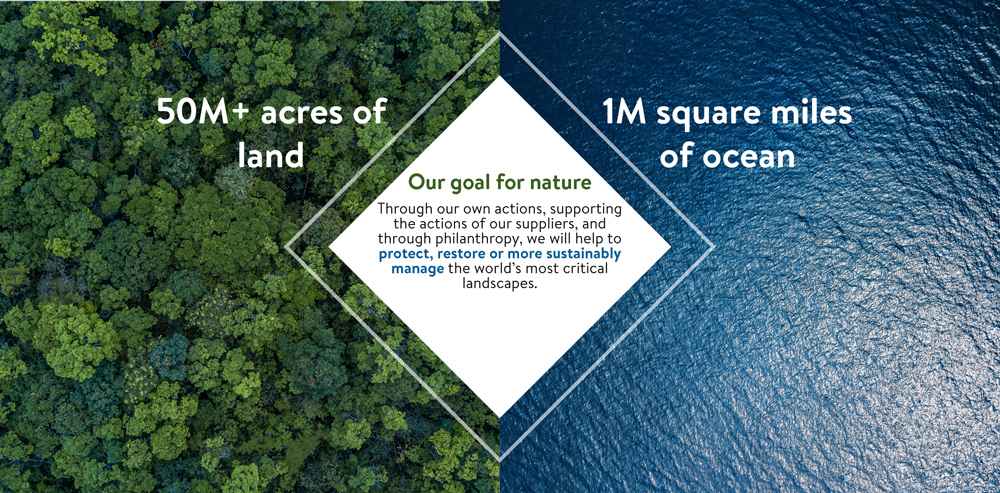 50M+ acres of
land
1M square miles
of ocean
Our goal for nature
Through our own actions, supporting
the actions of our suppliers, and
through philanthropy, we will help to
protect, restore or more sustainably
manage the world's most critical
landscapes.